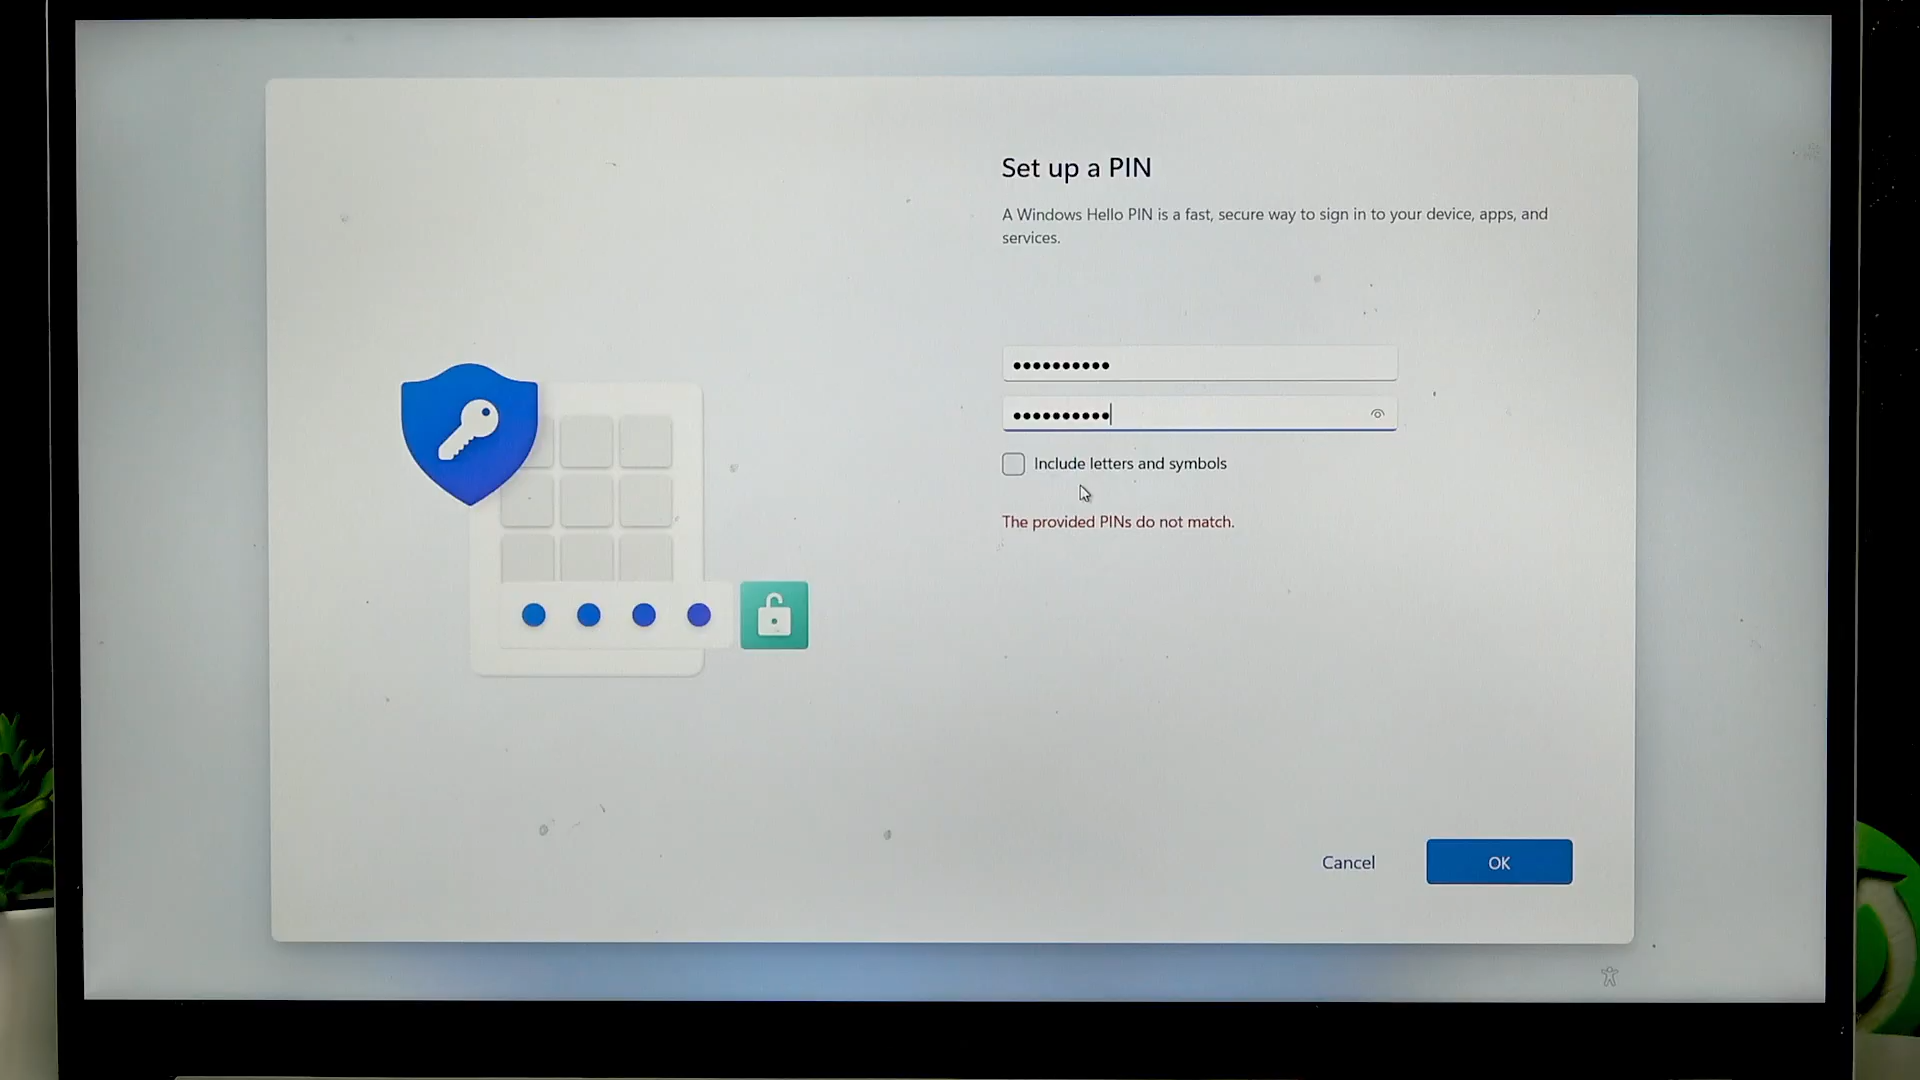 Set up a PIN
A Windows Hello PIN is a fast, secure way to sign in to your device, apps, and
services.
●●●●●●●●●●
●●●●●●●●●●
Include letters and symbols
The provided PINs do not match.
Cancel
OK